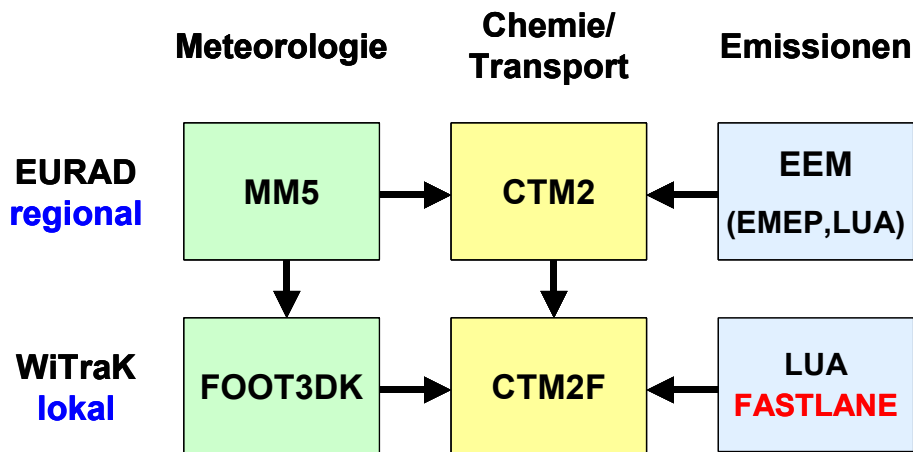 Meteorologie
Chemie/
Transport
Emissionen
EURAD
regional
MM5
CTM2
EEM
(EMEP,LUA)
WiTraK
lokal
FOOT3DK
CTM2F
LUA
FASTLANE